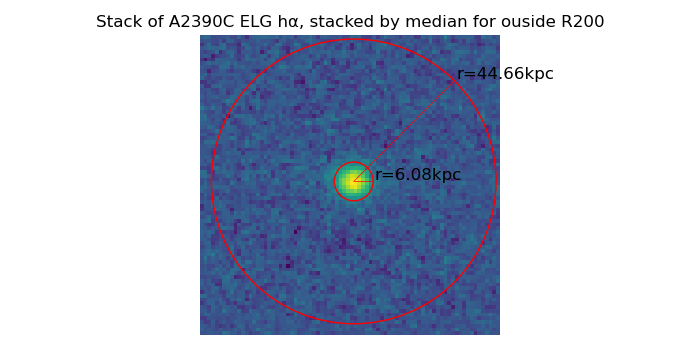 Stack of A2390C ELG hα, stacked by median for ouside R200
r=44.66kpc
r=6.08kpc